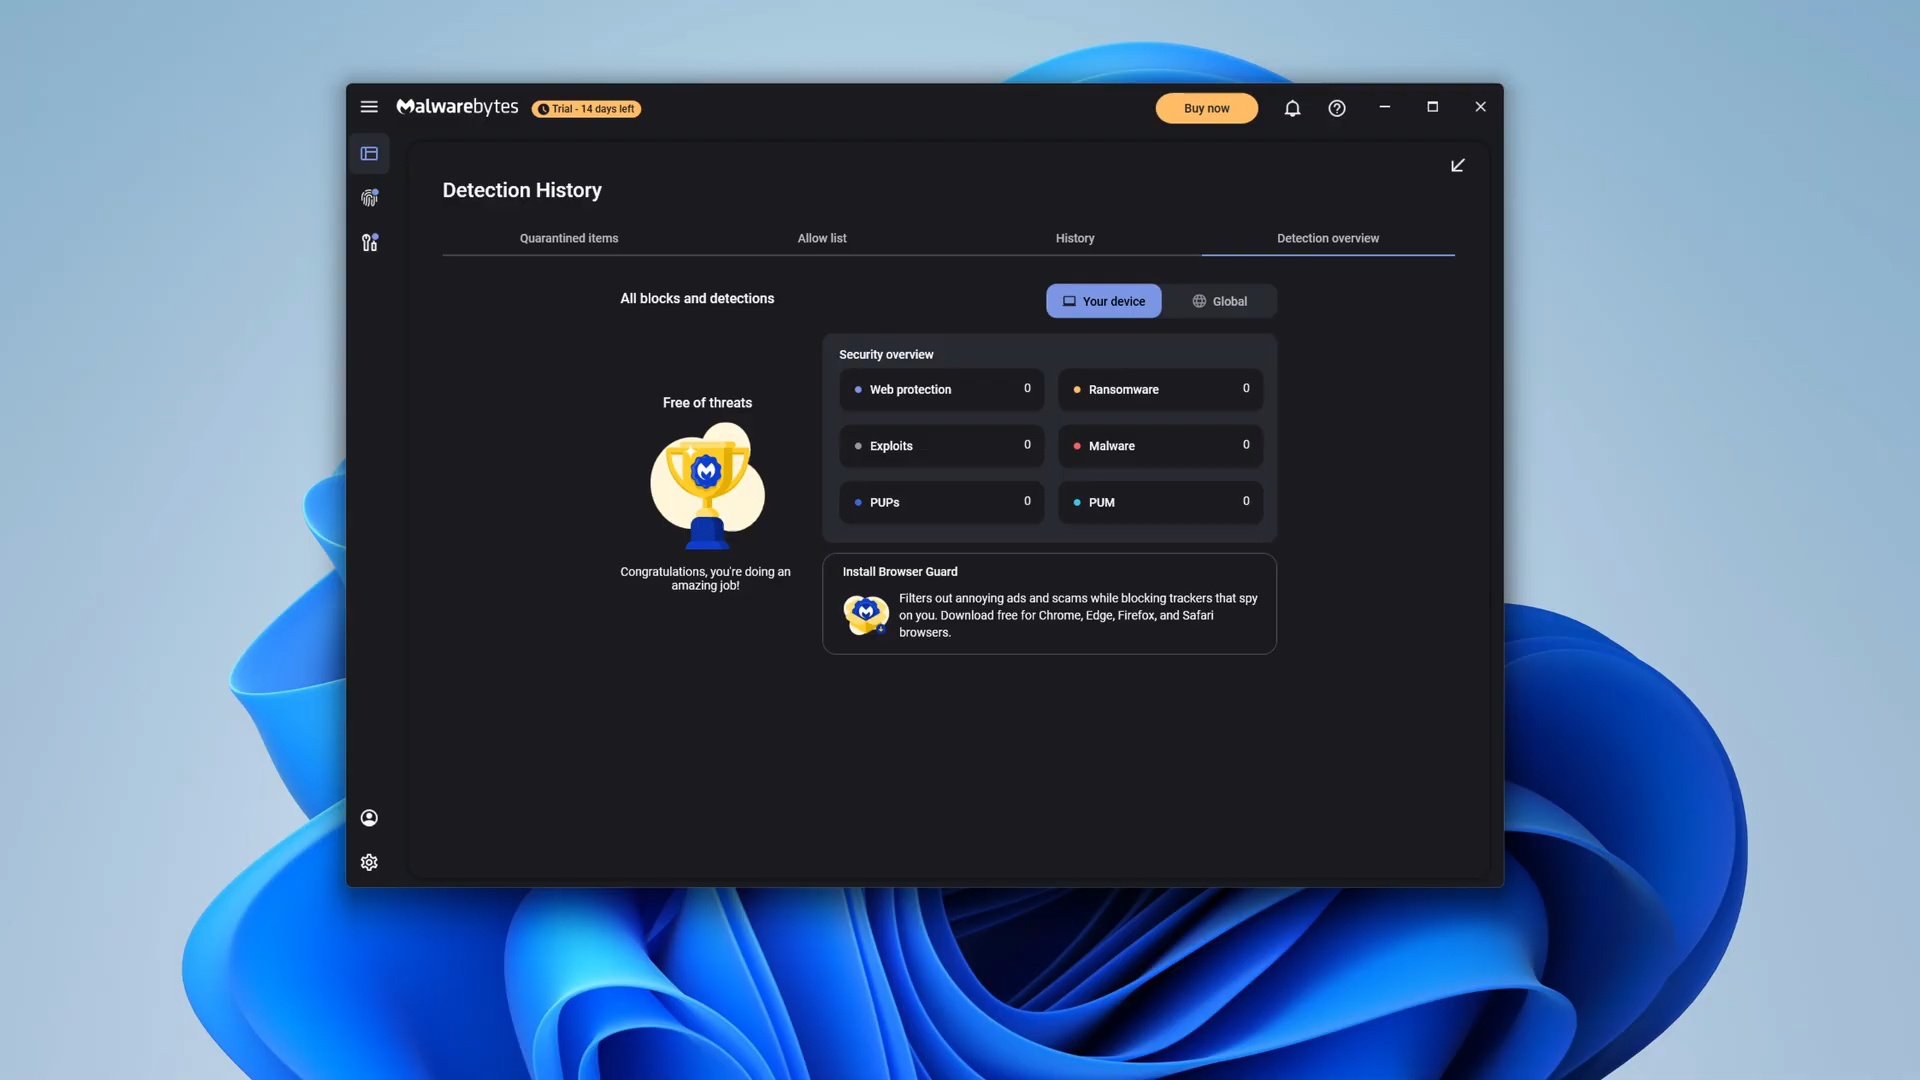 Malwarebytes
Trial - 14 days left
Buy now
Detection History
Quarantined items
Allow list
History
Detection overview
All blocks and detections
Your device
Global
Free of threats
Congratulations, you're doing an
amazing job!
Security overview
Web protection 0
Ransomware 0
Exploits 0
Malware 0
PUPs 0
PUM 0
Install Browser Guard
Filters out annoying ads and scams while blocking trackers that spy
on you. Download free for Chrome, Edge, Firefox, and Safari
browsers.